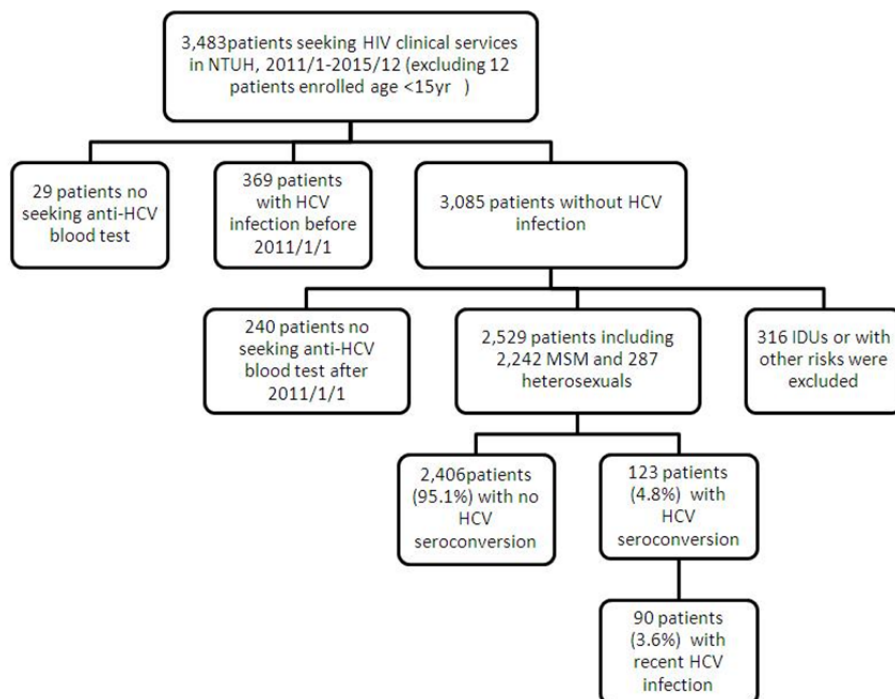 3,483patients seeking HIV clinical services
in NTUH, 2011/1-2015/12 (excluding 12
patients enrolled age <15yr )
29 patients no
seeking anti-HCV
blood test
369 patients
with HCV
infection before
2011/1/1
3,085 patients without HCV
infection
240 patients no
seeking anti-HCV
blood test after
2011/1/1
2,529 patients including
2,242 MSM and 287
heterosexuals
316 IDUs or with
other risks were
excluded
2,406patients
(95.1%) with no
HCV
seroconversion
123 patients
(4.8%) with
HCV
seroconversion
90 patients
(3.6%) with
recent HCV
infection